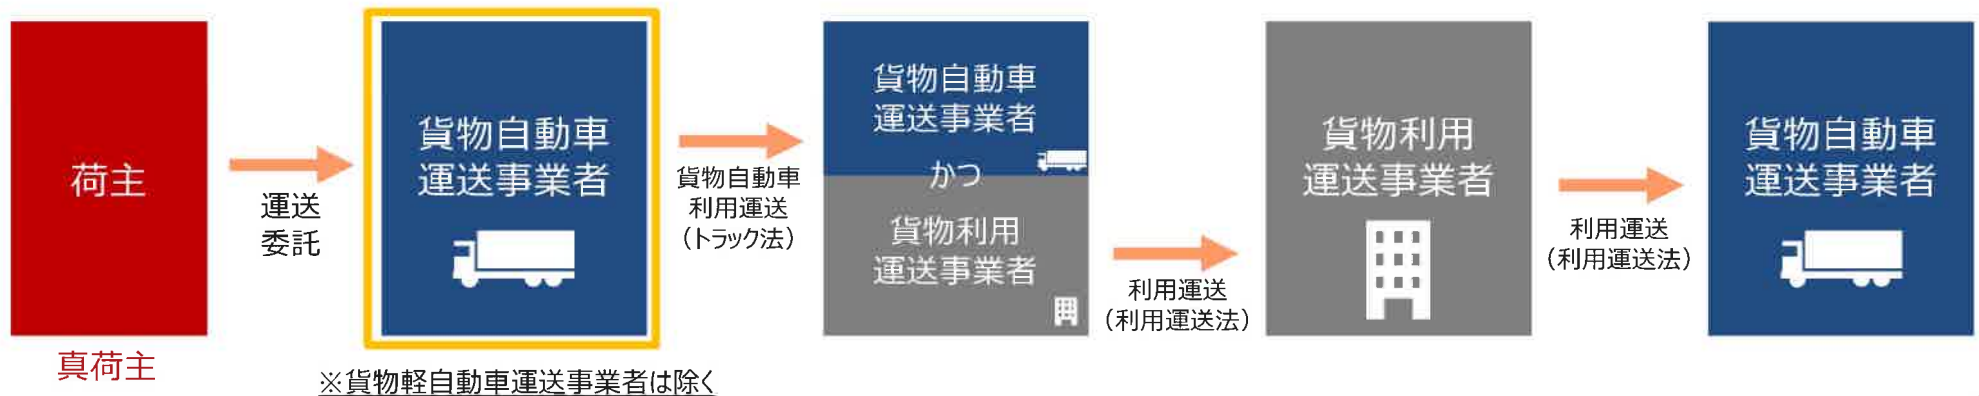 荷主
真荷主
運送
委託
貨物自動車
運送事業者
※貨物軽自動車運送事業者は除く
貨物自動車
利用運送
（トラック法）
貨物自動車
運送事業者
かつ
貨物利用
運送事業者
利用運送
（利用運送法）
貨物利用
運送事業者
利用運送
（利用運送法）
貨物自動車
運送事業者